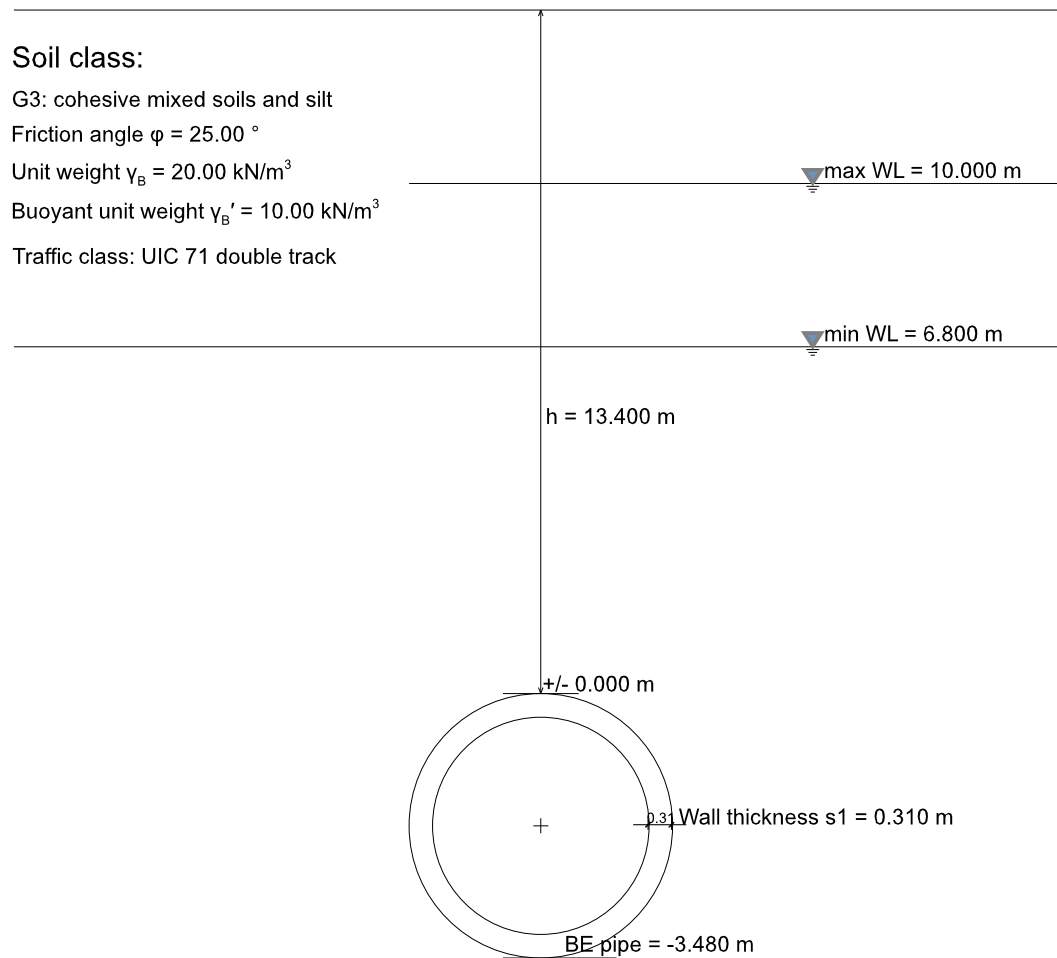 Soil class:
G3: cohesive mixed soils and silt
Friction angle φ = 25.00 °
Unit weight γB = 20.00 kN/m³
Buoyant unit weight γB′ = 10.00 kN/m³
Traffic class: UIC 71 double track
max WL = 10.000 m
min WL = 6.800 m
h = 13.400 m
+/- 0.000 m
0.31
Wall thickness s1 = 0.310 m
BE pipe = -3.480 m